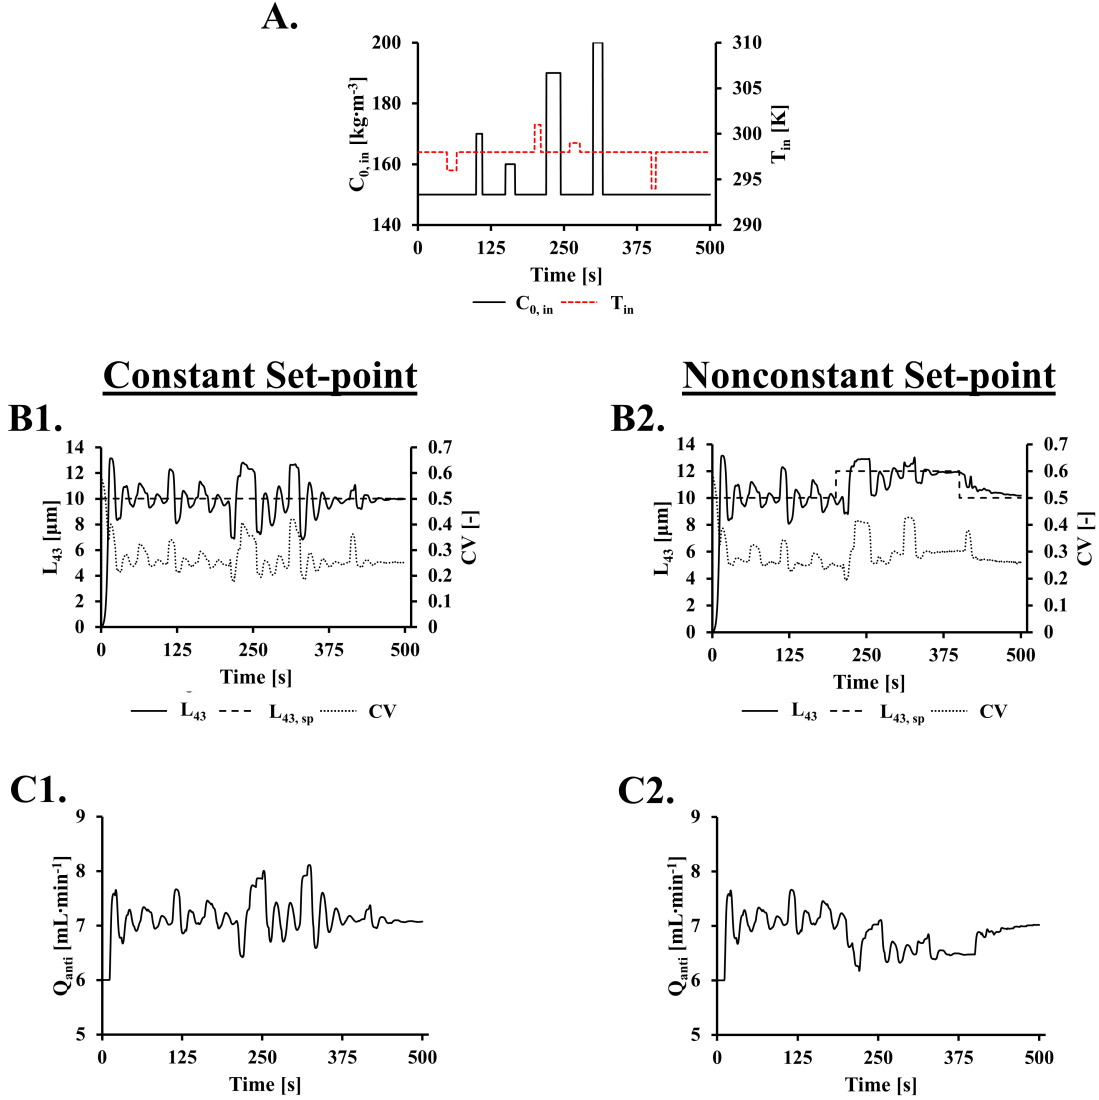 A.
200
180
160
140
C0, in [kg·m-3]
310
305
300
295
290
Tin [K]
0 125 250 375 500
Time [s]
C0, in Tin
Constant Set-point
Nonconstant Set-point
B1.
14
12
10
8
6
4
2
0
L43 [μm]
0.7
0.6
0.5
0.4
0.3
0.2
0.1
0
CV [-]
0 125 250 375 500
Time [s]
L43 L43, sp CV
B2.
14
12
10
8
6
4
2
0
L43 [μm]
0.7
0.6
0.5
0.4
0.3
0.2
0.1
0
CV [-]
0 125 250 375 500
Time [s]
L43 L43, sp CV
C1.
9
8
7
6
5
Qanti [mL·min-1]
0 125 250 375 500
Time [s]
C2.
9
8
7
6
5
Qanti [mL·min-1]
0 125 250 375 500
Time [s]